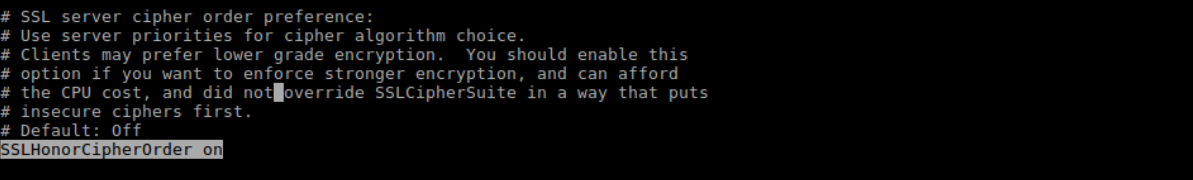 # SSL server cipher order preference:
# Use server priorities for cipher algorithm choice.
# Clients may prefer lower grade encryption.  You should enable this
# option if you want to enforce stronger encryption, and can afford
# the CPU cost, and did not override SSLCipherSuite in a way that puts
# insecure ciphers first.
# Default: Off
SSLHonorCipherOrder on